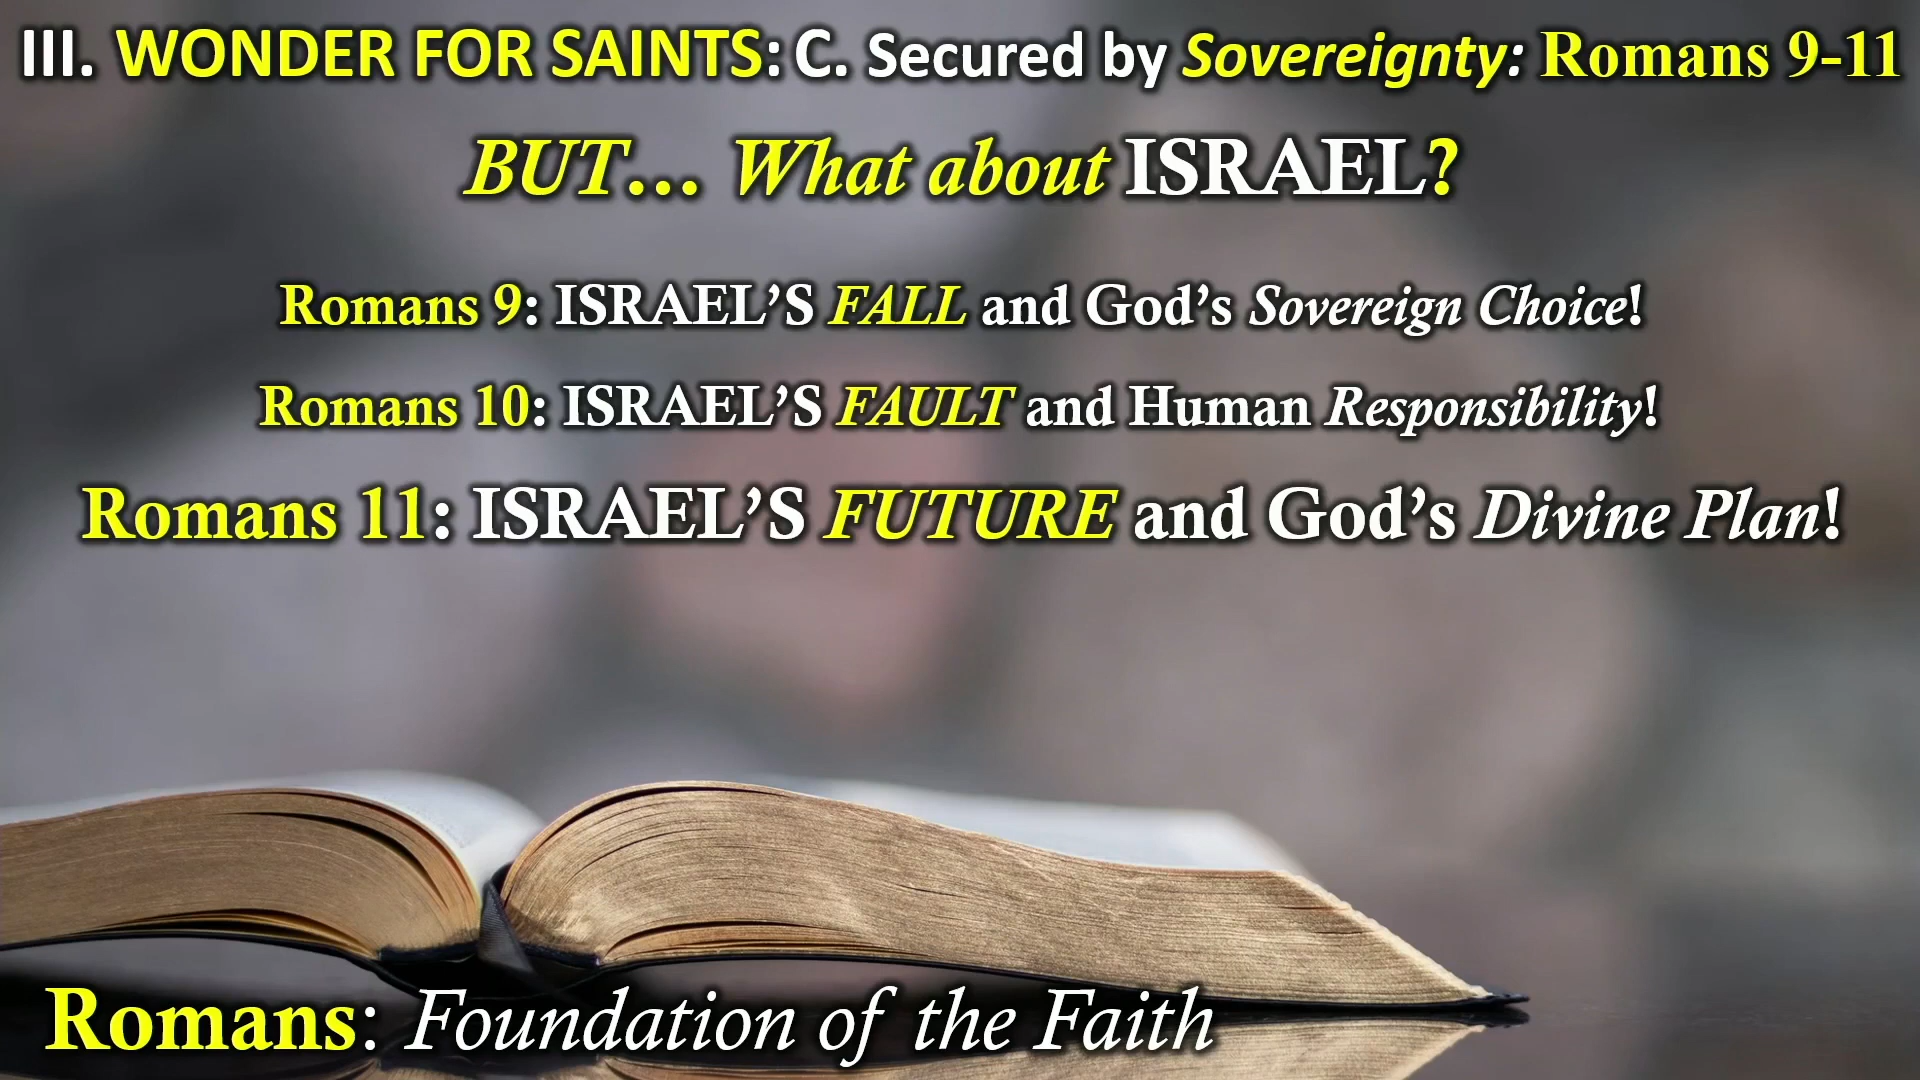 III. WONDER FOR SAINTS: C. Secured by Sovereignty: Romans 9-11
BUT… What about ISRAEL?
Romans 9: ISRAEL’S FALL and God’s Sovereign Choice!
Romans 10: ISRAEL’S FAULT and Human Responsibility!
Romans 11: ISRAEL’S FUTURE and God’s Divine Plan!
Romans: Foundation of the Faith